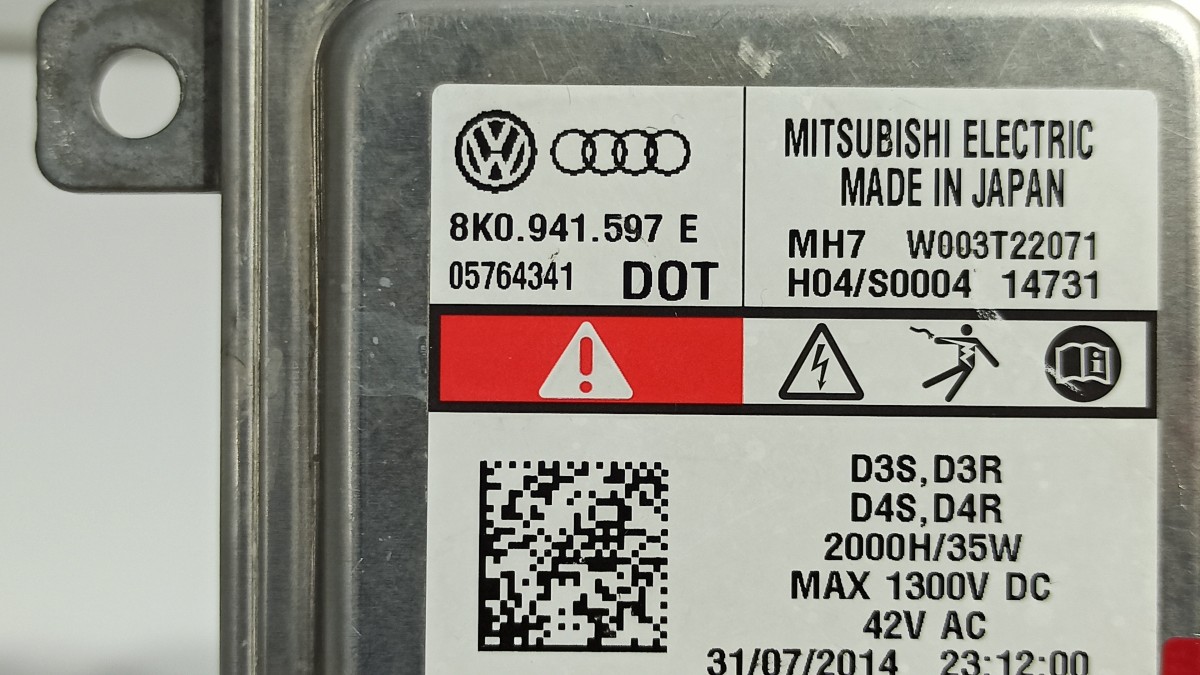 8K0.941.597 E
05764341 DOT
MITSUBISHI ELECTRIC
MADE IN JAPAN
MH7 W003T22071
H04/S0004 14731
D3S,D3R
D4S,D4R
2000H/35W
MAX 1300V DC
42V AC
31/07/2014 23:12:00